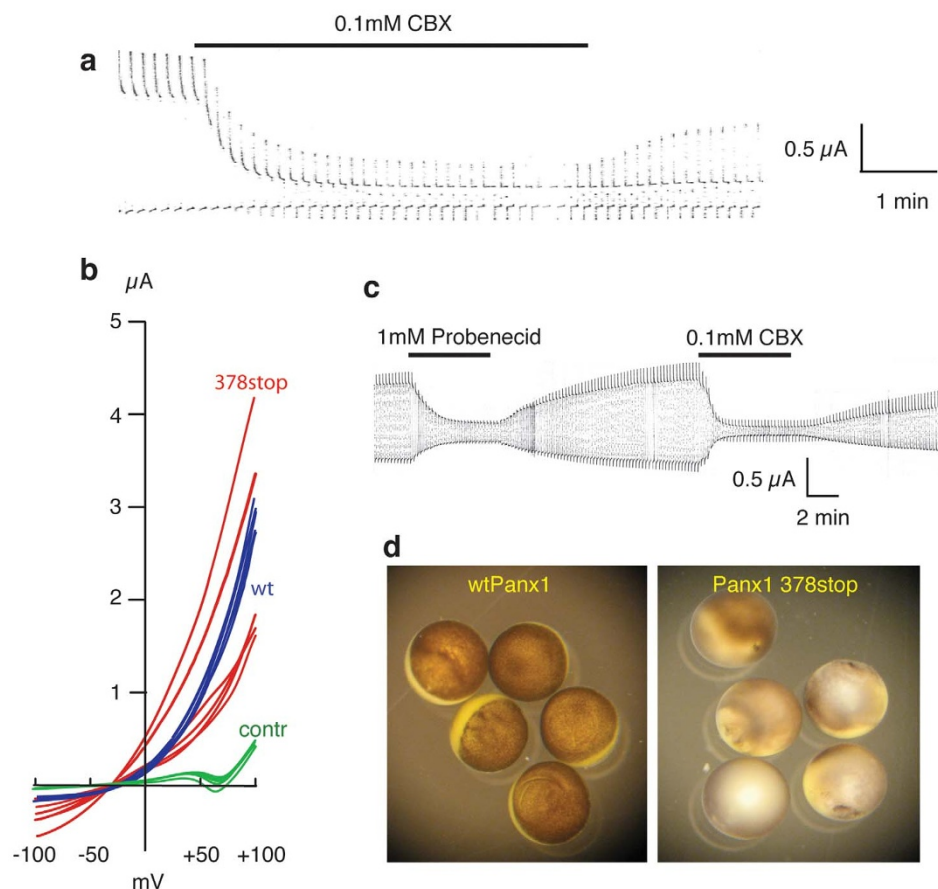 0.1mM CBX
a
0.5 µA
1 min
b
µA
5
4
3
2
1
378stop
wt
contr
-100
-50
+50
+100
mV
c
1mM Probenecid
0.1mM CBX
0.5 µA
2 min
d
wtPanx1
Panx1 378stop